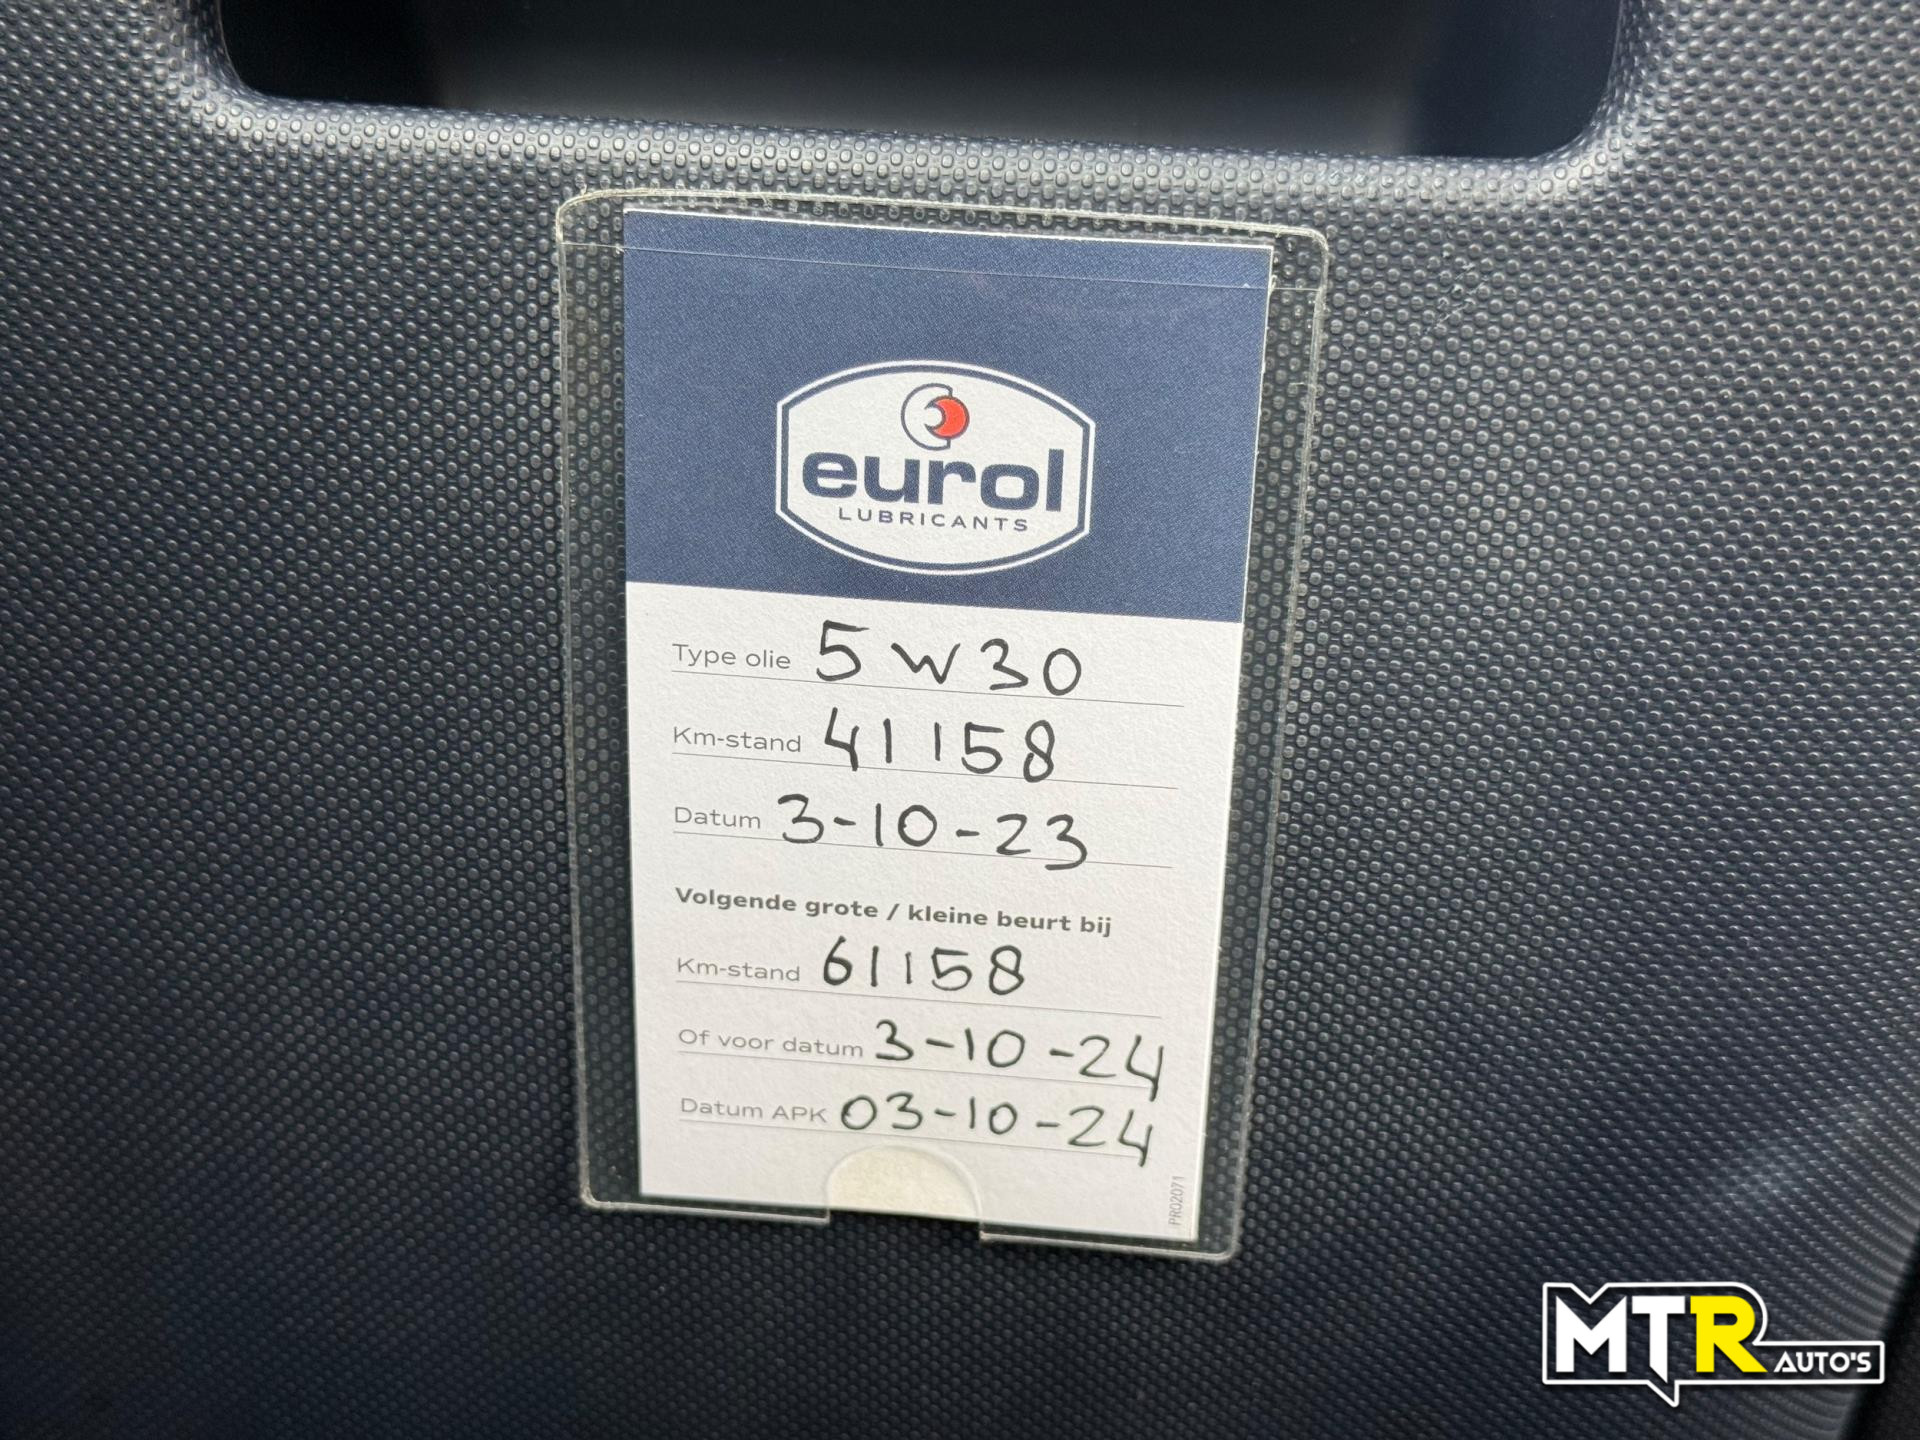 eurol
LUBRICANTS
Type olie 5W30
Km-stand 41158
Datum 3-10-23
Volgende grote / kleine beurt bij
Km-stand 61158
Of voor datum 3-10-24
Datum APK 03-10-24
PR02071
MTR AUTO'S